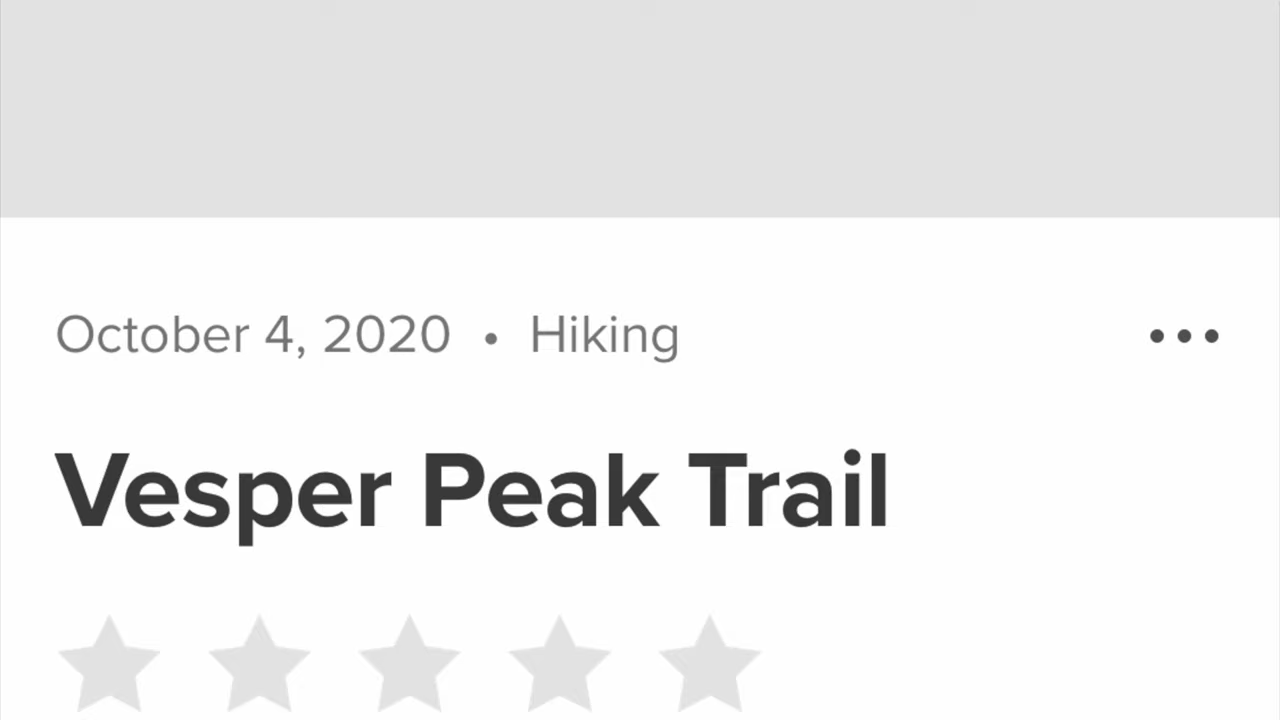 October 4, 2020 • Hiking
Vesper Peak Trail